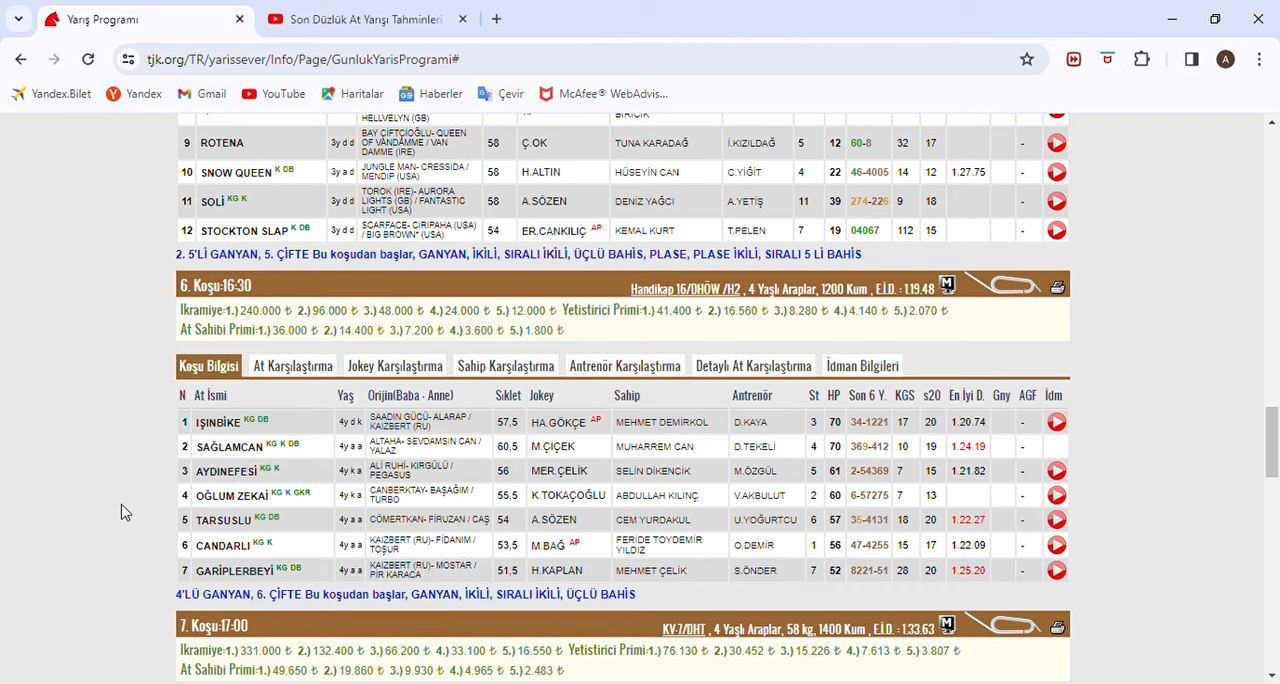 Yarış Programı
Son Düzlük At Yarışı Tahminleri
tjk.org/TR/yarissever/Info/Page/GunlukYarisProgrami#
A
Yandex.Bilet Yandex Gmail YouTube Haritalar Haberler Çevir McAfee® WebAdvis...
HELLVELYN (GB) BİRİCİK
9 ROTENA 3y d d BAY ÇİFTÇİOĞLU- QUEEN OF VANDAMME / VAN DAMME (IRE) 58 Ç.OK TUNA KARADAĞ İ.KIZILDAĞ 5 12 60-8 32 17 -
10 SNOW QUEEN K DB 3y a d JUNGLE MAN- CRESSIDA / MENDIP (USA) 58 H.ALTIN HÜSEYİN CAN C.YİĞİT 4 22 46-4005 14 12 1.27.75 -
11 SOLİ KG K 3y d d TOROK (IRE)- AURORA LIGHTS (GB) / FANTASTIC LIGHT (USA) 58 A.SÖZEN DENİZ YAĞCI A.YETİŞ 11 39 274-226 9 18 -
12 STOCKTON SLAP K DB 3y d d SCARFACE- CIRIPAHA (USA) / BIG BROWN* (USA) 54 ER.CANKILIÇ AP KEMAL KURT T.PELEN 7 19 04067 112 15 -
2. 5'Lİ GANYAN, 5. ÇİFTE Bu koşudan başlar, GANYAN, İKİLİ, SIRALI İKİLİ, ÜÇLÜ BAHİS, PLASE, PLASE İKİLİ, SIRALI 5 Lİ BAHİS
6. Koşu:16:30 Handikap 16/DHÖW /H2 , 4 Yaşlı Araplar, 1200 Kum , E.İ.D. : 1.19.48 M
İkramiye:1.) 240.000 ₺ 2.) 96.000 ₺ 3.) 48.000 ₺ 4.) 24.000 ₺ 5.) 12.000 ₺ Yetistirici Primi:1.) 41.400 ₺ 2.) 16.560 ₺ 3.) 8.280 ₺ 4.) 4.140 ₺ 5.) 2.070 ₺
At Sahibi Primi:1.) 36.000 ₺ 2.) 14.400 ₺ 3.) 7.200 ₺ 4.) 3.600 ₺ 5.) 1.800 ₺
Koşu Bilgisi At Karşılaştırma Jokey Karşılaştırma Sahip Karşılaştırma Antrenör Karşılaştırma Detaylı At Karşılaştırma İdman Bilgileri
N At İsmi Yaş Orijin(Baba - Anne) Sıklet Jokey Sahip Antrenör St HP Son 6 Y. KGS s20 En İyi D. Gny AGF İdm
1 IŞINBİKE KG DB 4y d k SAADIN GÜCÜ- ALARAP / KAIZBERT (RU) 57,5 HA.GÖKÇE AP MEHMET DEMİRKOL D.KAYA 3 70 34-1221 17 20 1.20.74 -
2 SAĞLAMCAN KG K DB 4y a a ALTAHA- SEVDAMSIN CAN / YALAZ 60,5 M.ÇİÇEK MUHARREM CAN D.TEKELİ 4 70 369-412 10 19 1.24.19 -
3 AYDINEFESİ KG K 4y k a ALİ RUHİ- KIRGÜLÜ / PEGASUS 56 MER.ÇELİK SELİN DİKENCİK M.ÖZGÜL 5 61 2-54369 7 15 1.21.82 -
4 OĞLUM ZEKAİ KG K GKR 4y k a CANBERKTAY- BAŞAĞIM / TURBO 55,5 K.TOKAÇOĞLU ABDULLAH KILINÇ V.AKBULUT 2 60 6-57275 7 13 -
5 TARSUSLU KG DB 4y a a CÖMERTKAN- FİRUZAN / CAŞ 54 A.SÖZEN CEM YURDAKUL U.YOĞURTCU 6 57 35-4131 18 20 1.22.27 -
6 CANDARLI KG K 4y a a KAIZBERT (RU)- FİDANIM / TOŞUR 53,5 M.BAĞ AP FERİDE TOYDEMİR YILDIZ O.DEMİR 1 56 47-4255 15 17 1.22.09 -
7 GARİPLERBEYİ KG DB 4y a a KAIZBERT (RU)- MOSTAR / PİR KARACA 51,5 H.KAPLAN MEHMET ÇELİK S.ÖNDER 7 52 8221-51 28 20 1.25.20 -
4'LÜ GANYAN, 6. ÇİFTE Bu koşudan başlar, GANYAN, İKİLİ, SIRALI İKİLİ, ÜÇLÜ BAHİS
7. Koşu:17:00 KV-7/DHT , 4 Yaşlı Araplar, 58 kg, 1400 Kum , E.İ.D. : 1.33.63 M
İkramiye:1.) 331.000 ₺ 2.) 132.400 ₺ 3.) 66.200 ₺ 4.) 33.100 ₺ 5.) 16.550 ₺ Yetistirici Primi:1.) 76.130 ₺ 2.) 30.452 ₺ 3.) 15.226 ₺ 4.) 7.613 ₺ 5.) 3.807 ₺
At Sahibi Primi:1.) 49.650 ₺ 2.) 19.860 ₺ 3.) 9.930 ₺ 4.) 4.965 ₺ 5.) 2.483 ₺